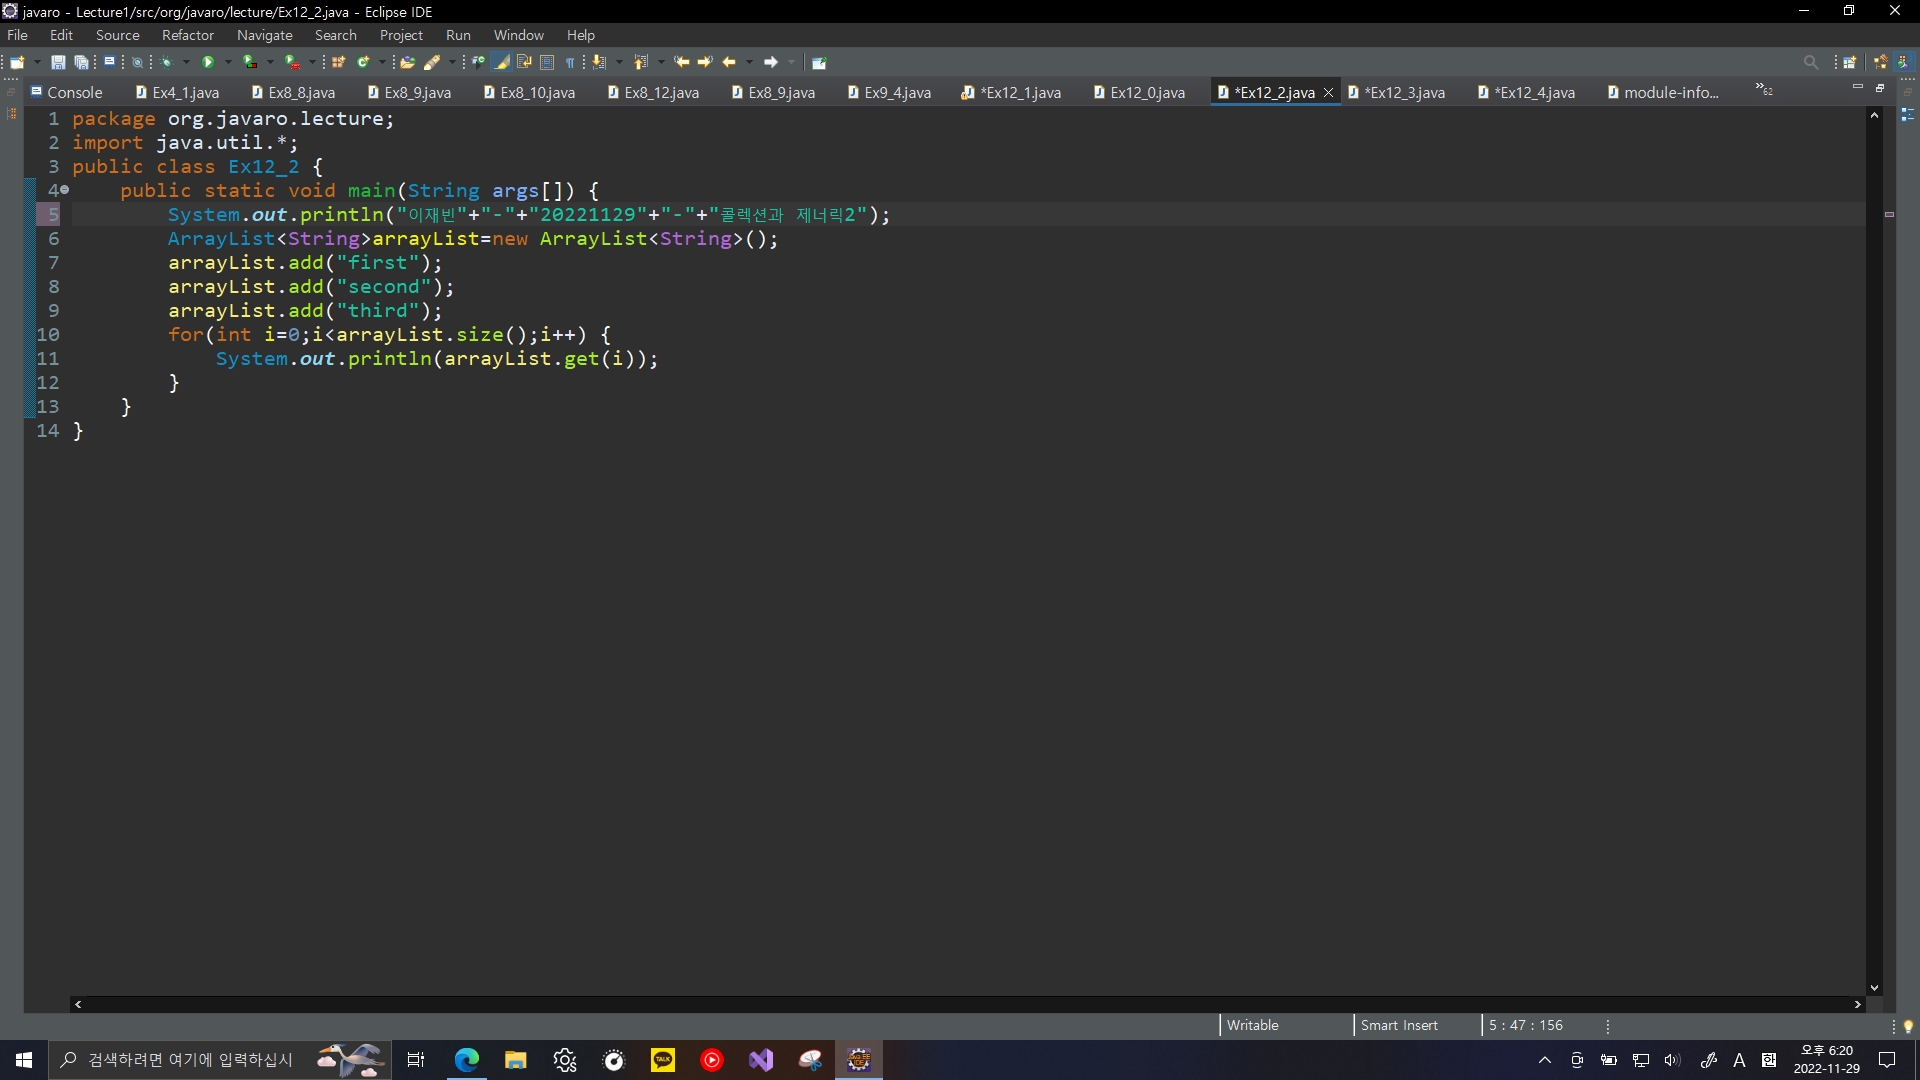 javaro - Lecture1/src/org/javaro/lecture/Ex12_2.java - Eclipse IDE
File Edit Source Refactor Navigate Search Project Run Window Help
Console Ex4_1.java Ex8_8.java Ex8_9.java Ex8_10.java Ex8_12.java Ex8_9.java Ex9_4.java *Ex12_1.java Ex12_0.java *Ex12_2.java *Ex12_3.java *Ex12_4.java module-info... »62
1 package org.javaro.lecture;
2 import java.util.*;
3 public class Ex12_2 {
4 public static void main(String args[]) {
5 System.out.println("이재빈"+"-"+"20221129"+"-"+"콜렉션과 제너릭2");
6 ArrayList<String>arrayList=new ArrayList<String>();
7 arrayList.add("first");
8 arrayList.add("second");
9 arrayList.add("third");
10 for(int i=0;i<arrayList.size();i++) {
11 System.out.println(arrayList.get(i));
12 }
13 }
14 }
Writable Smart Insert 5 : 47 : 156
검색하려면 여기에 입력하십시 TALK A 오후 6:20
2022-11-29